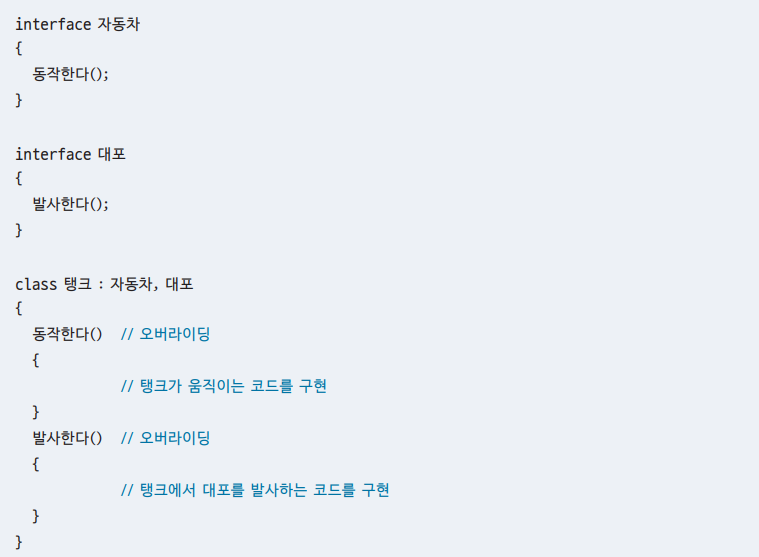 interface 자동차
{
동작한다();
}
interface 대포
{
발사한다();
}
class 탱크 : 자동차, 대포
{
동작한다() // 오버라이딩
{
// 탱크가 움직이는 코드를 구현
}
발사한다() // 오버라이딩
{
// 탱크에서 대포를 발사하는 코드를 구현
}
}